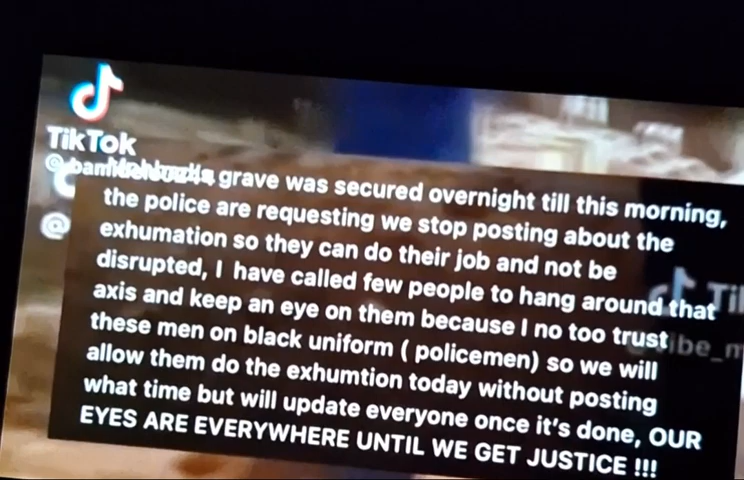 TikTok
@
grave was secured overnight till this morning,
the police are requesting we stop posting about the
exhumation so they can do their job and not be
disrupted, I have called few people to hang around that
axis and keep an eye on them because I no too trust
these men on black uniform ( policemen) so we will
allow them do the exhumtion today without posting
what time but will update everyone once it's done, OUR
EYES ARE EVERYWHERE UNTIL WE GET JUSTICE !!!